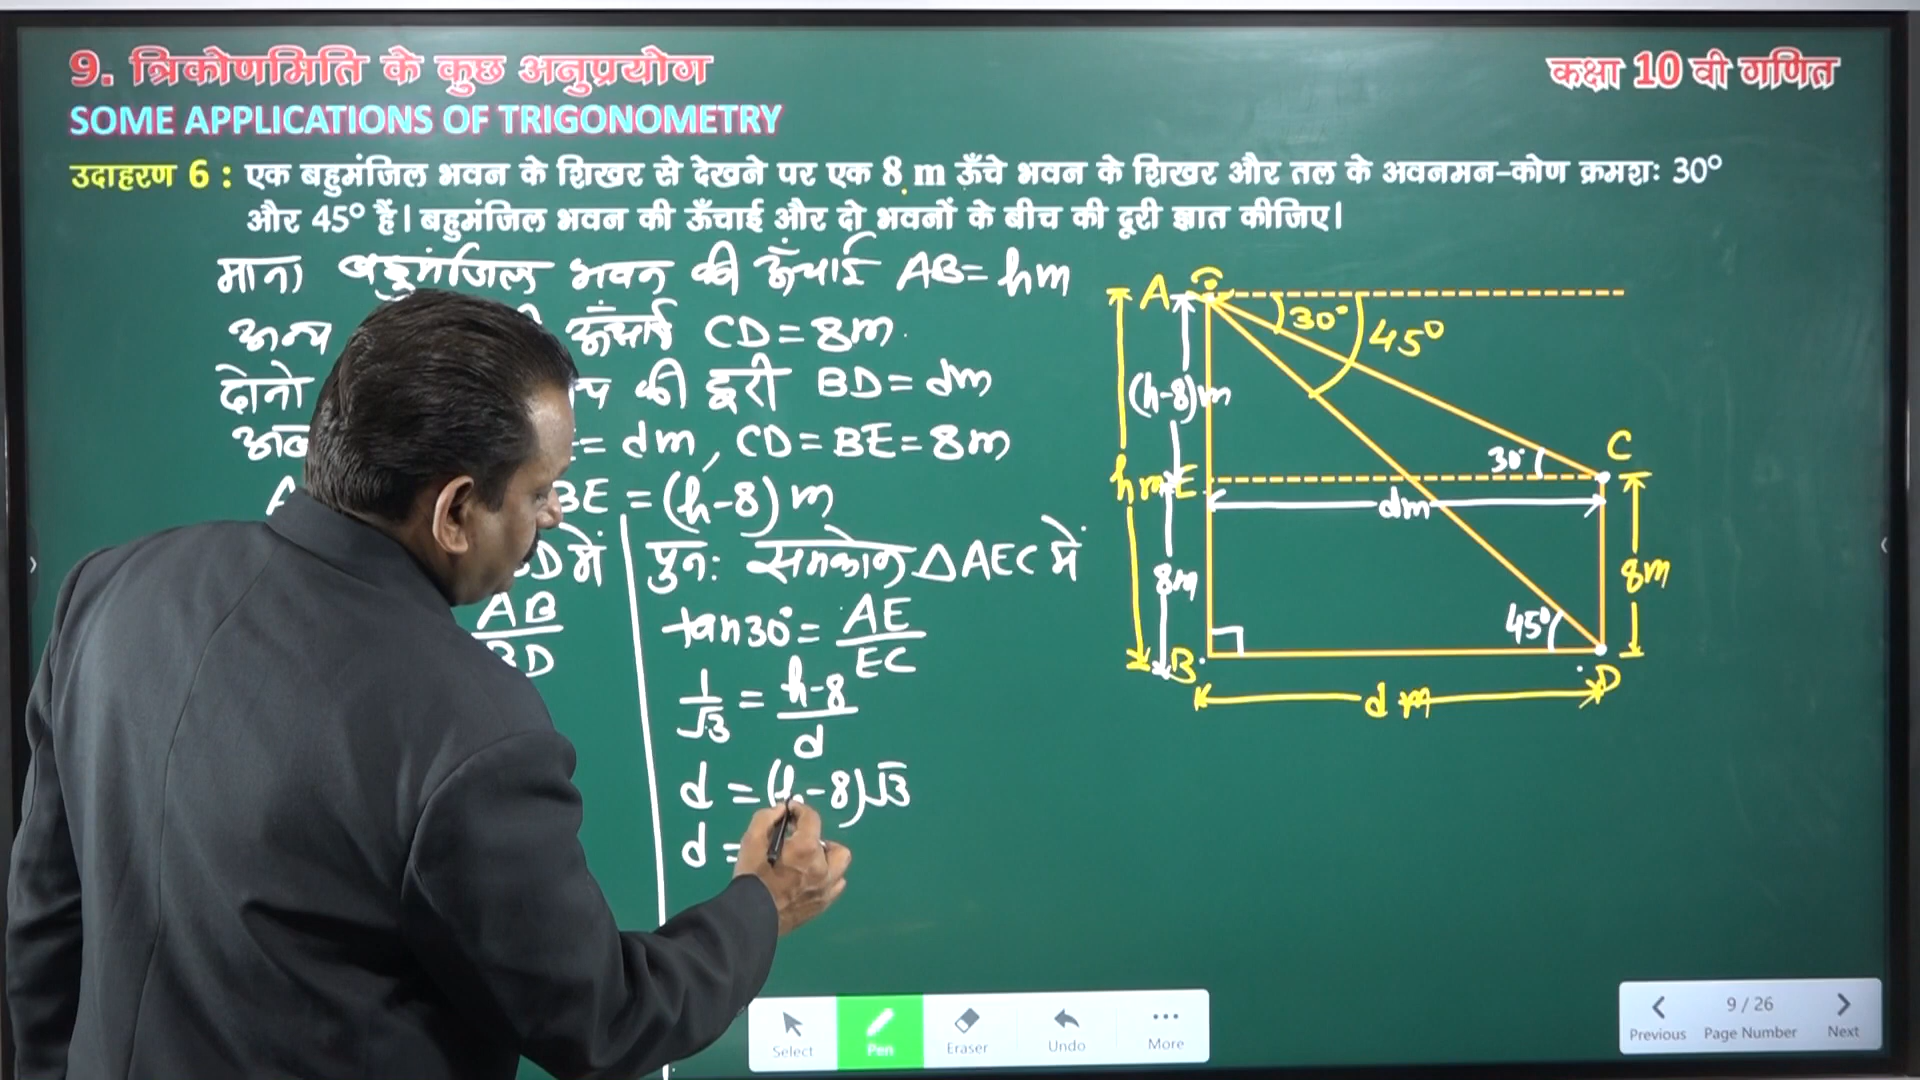 9. त्रिकोणमिति के कुछ अनुप्रयोग
कक्षा 10 वी गणित
SOME APPLICATIONS OF TRIGONOMETRY
उदाहरण 6 : एक बहुमंजिल भवन के शिखर से देखने पर एक 8 m ऊँचे भवन के शिखर और तल के अवनमन-कोण क्रमशः 30°
और 45° हैं। बहुमंजिल भवन की ऊँचाई और दो भवनों के बीच की दूरी ज्ञात कीजिए।
माना बहुमंजिल भवन की ऊँचाई AB = hm
अन्य ऊँचाई CD = 8m.
दोनो की दूरी BD = dm
= dm, CD = BE = 8m
A BE = (h-8) m
BD में
AB
BD
पुनः समकोण △AEC में
tan30° = AE
EC
1/√3 = h-8
d
d = (h-8)√3
d =
A
30°
45°
(h-8)m
C
30°
hm
E
dm
8m
8m
45°
B
D
d m
Select
Pen
Eraser
Undo
More
9 / 26
Previous
Page Number
Next